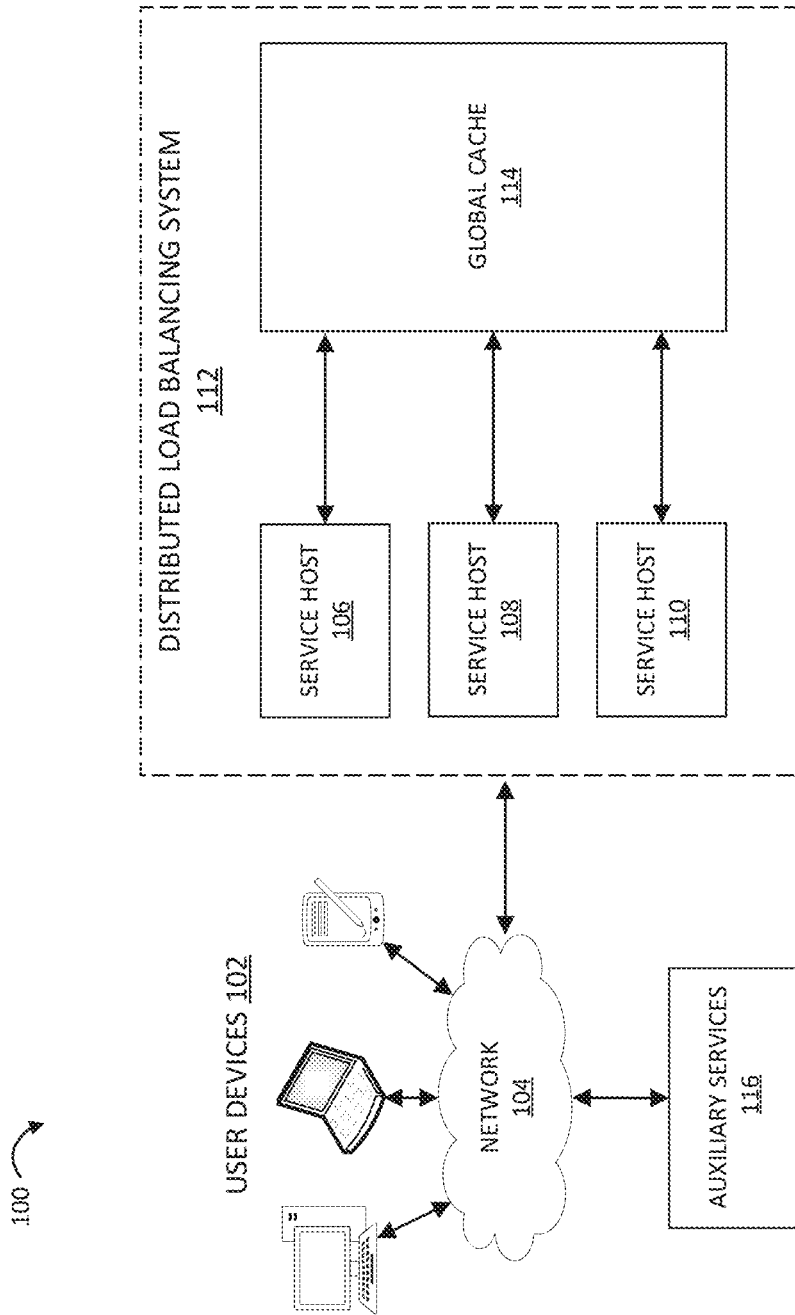 100
USER DEVICES 102
NETWORK
104
AUXILIARY SERVICES
116
DISTRIBUTED LOAD BALANCING SYSTEM
112
SERVICE HOST
106
SERVICE HOST
108
SERVICE HOST
110
GLOBAL CACHE
114